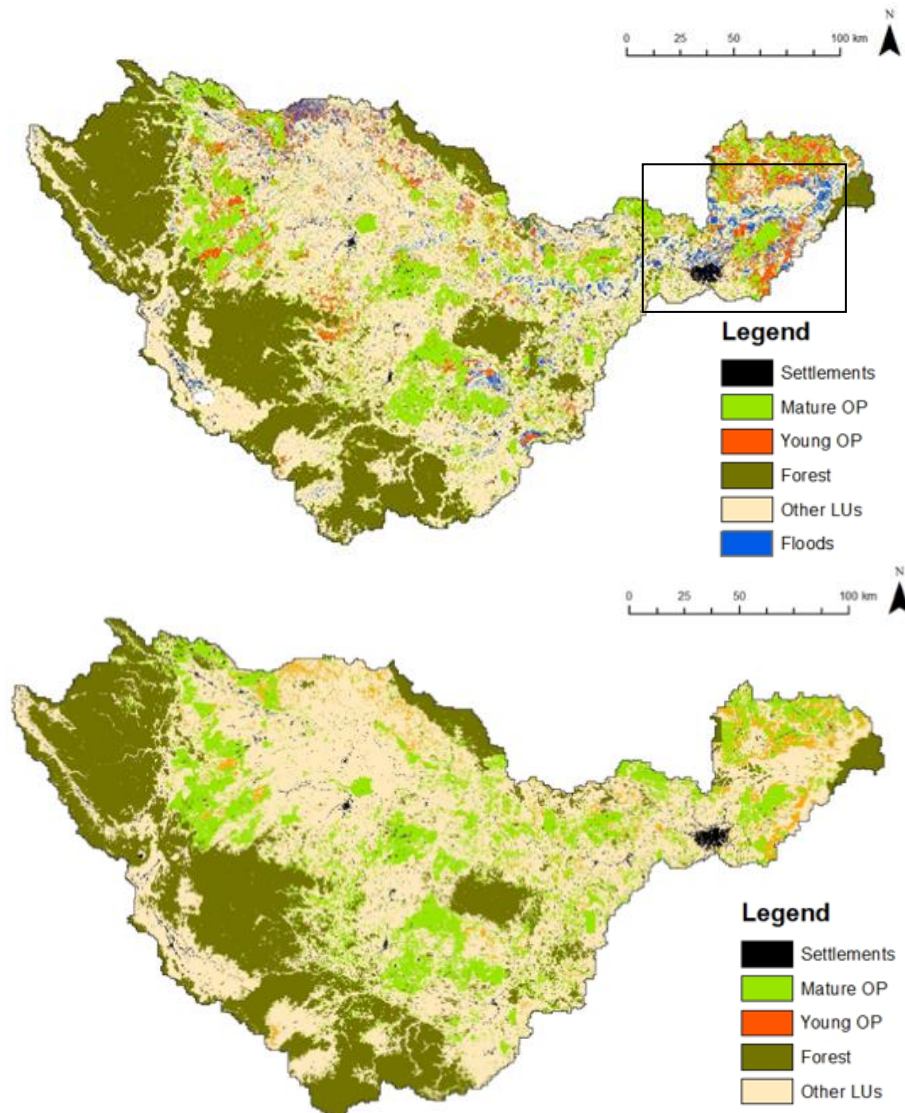 N
0 25 50 100 km
Legend
Settlements
Mature OP
Young OP
Forest
Other LUs
Floods
N
0 25 50 100 km
Legend
Settlements
Mature OP
Young OP
Forest
Other LUs